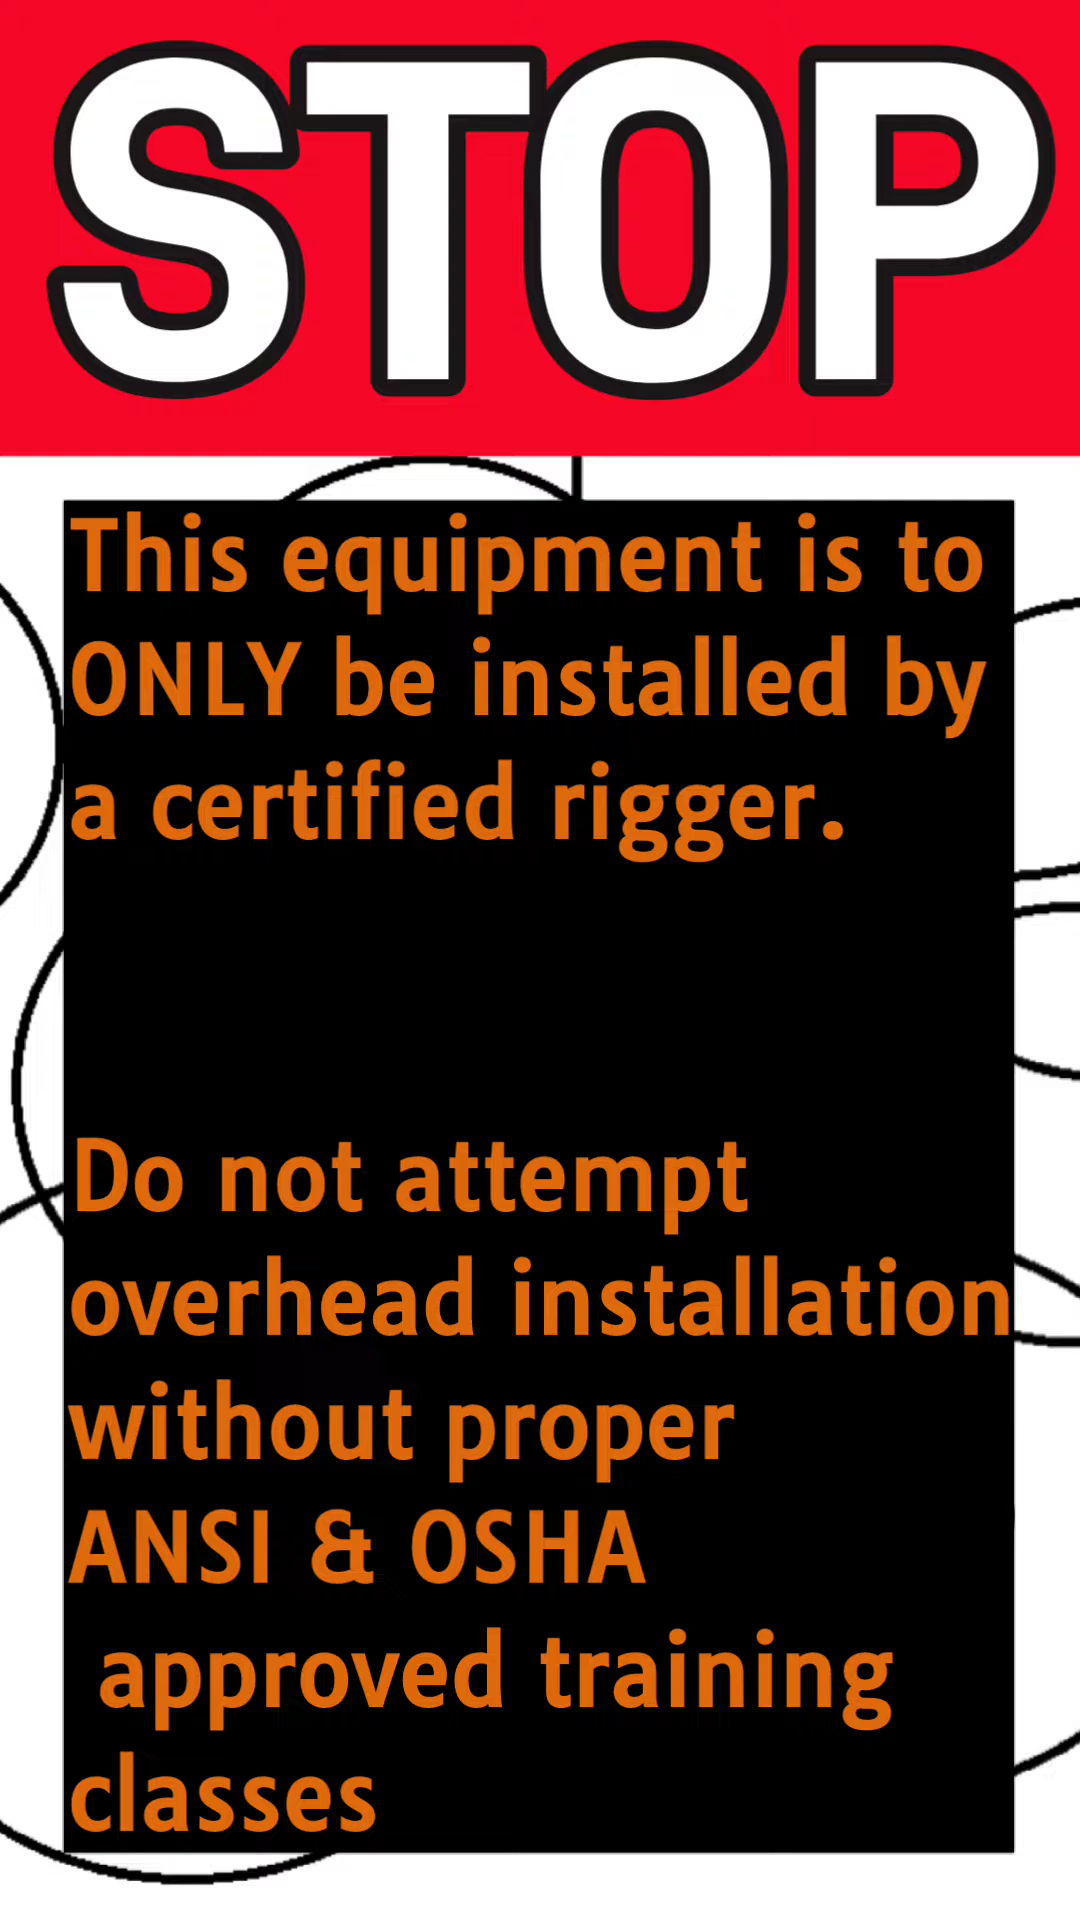 STOP
This equipment is to
ONLY be installed by
a certified rigger.
Do not attempt
overhead installation
without proper
ANSI & OSHA
approved training
classes